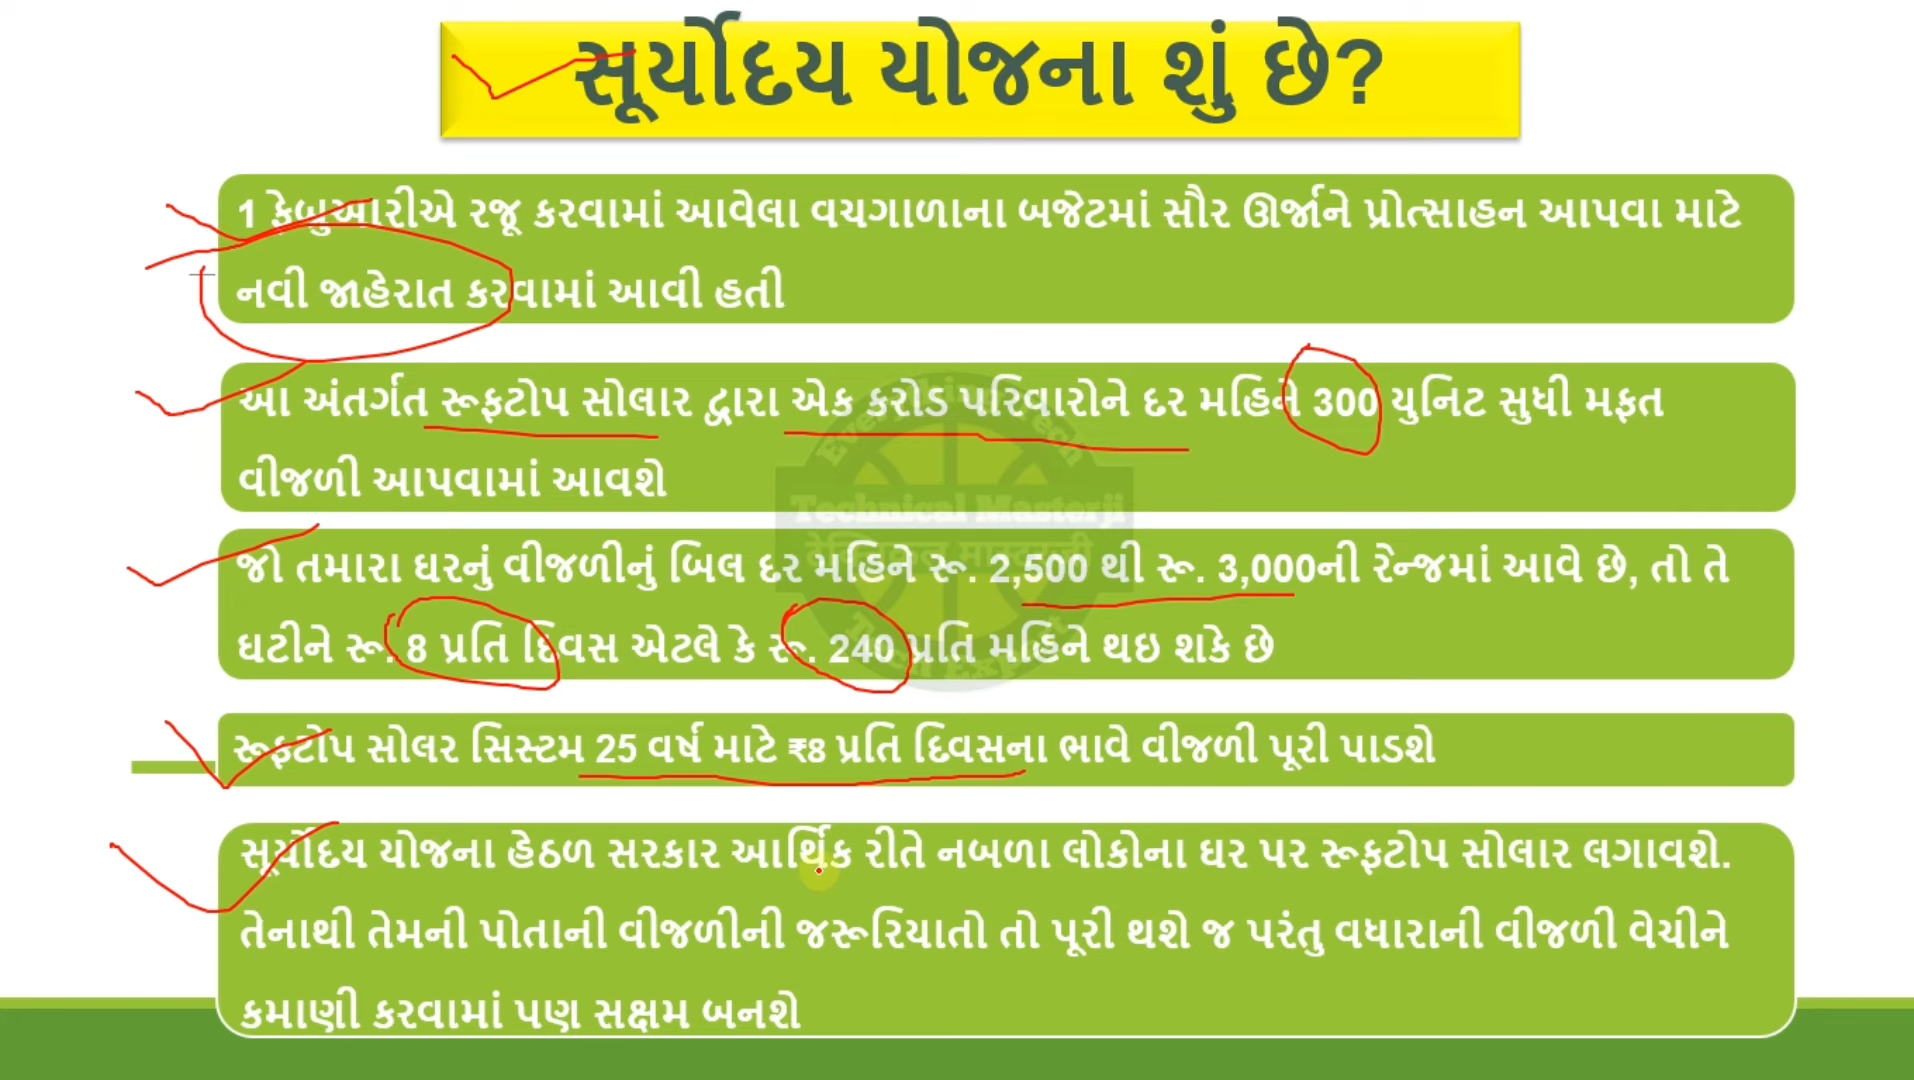 સૂર્યોદય યોજના શું છે?
1 ફેબ્રુઆરીએ રજૂ કરવામાં આવેલા વચગાળાના બજેટમાં સૌર ઊર્જાને પ્રોત્સાહન આપવા માટે
નવી જાહેરાત કરવામાં આવી હતી
આ અંતર્ગત રૂફટોપ સોલાર દ્વારા એક કરોડ પરિવારોને દર મહિને 300 યુનિટ સુધી મફત
વીજળી આપવામાં આવશે
જો તમારા ઘરનું વીજળીનું બિલ દર મહિને રૂ. 2,500 થી રૂ. 3,000ની રેન્જમાં આવે છે, તો તે
ઘટીને રૂ. 8 પ્રતિ દિવસ એટલે કે રૂ. 240 પ્રતિ મહિને થઇ શકે છે
રૂફટોપ સોલર સિસ્ટમ 25 વર્ષ માટે ₹8 પ્રતિ દિવસના ભાવે વીજળી પૂરી પાડશે
સૂર્યોદય યોજના હેઠળ સરકાર આર્થિક રીતે નબળા લોકોના ઘર પર રૂફટોપ સોલાર લગાવશે.
તેનાથી તેમની પોતાની વીજળીની જરૂરિયાતો તો પૂરી થશે જ પરંતુ વધારાની વીજળી વેચીને
કમાણી કરવામાં પણ સક્ષમ બનશે
Technical Masterji
टेक्निकल मास्टरजी